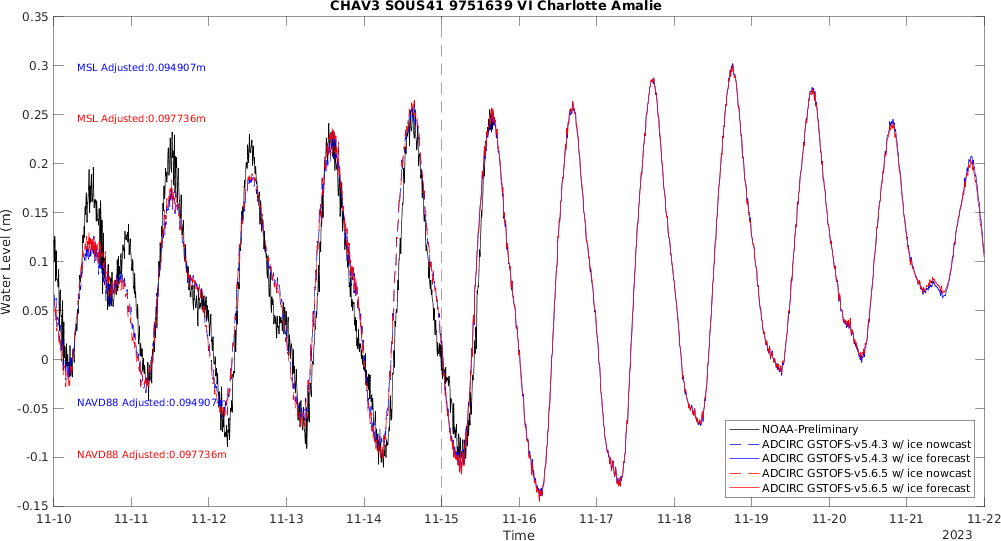 CHAV3 SOUS41 9751639 VI Charlotte Amalie
Water Level (m)
0.35
0.3
0.25
0.2
0.15
0.1
0.05
0
-0.05
-0.1
-0.15
MSL Adjusted:0.094907m
MSL Adjusted:0.097736m
NAVD88 Adjusted:0.094907m
NAVD88 Adjusted:0.097736m
NOAA-Preliminary
ADCIRC GSTOFS-v5.4.3 w/ ice nowcast
ADCIRC GSTOFS-v5.4.3 w/ ice forecast
ADCIRC GSTOFS-v5.6.5 w/ ice nowcast
ADCIRC GSTOFS-v5.6.5 w/ ice forecast
11-10 11-11 11-12 11-13 11-14 11-15 11-16 11-17 11-18 11-19 11-20 11-21 11-22
Time
2023